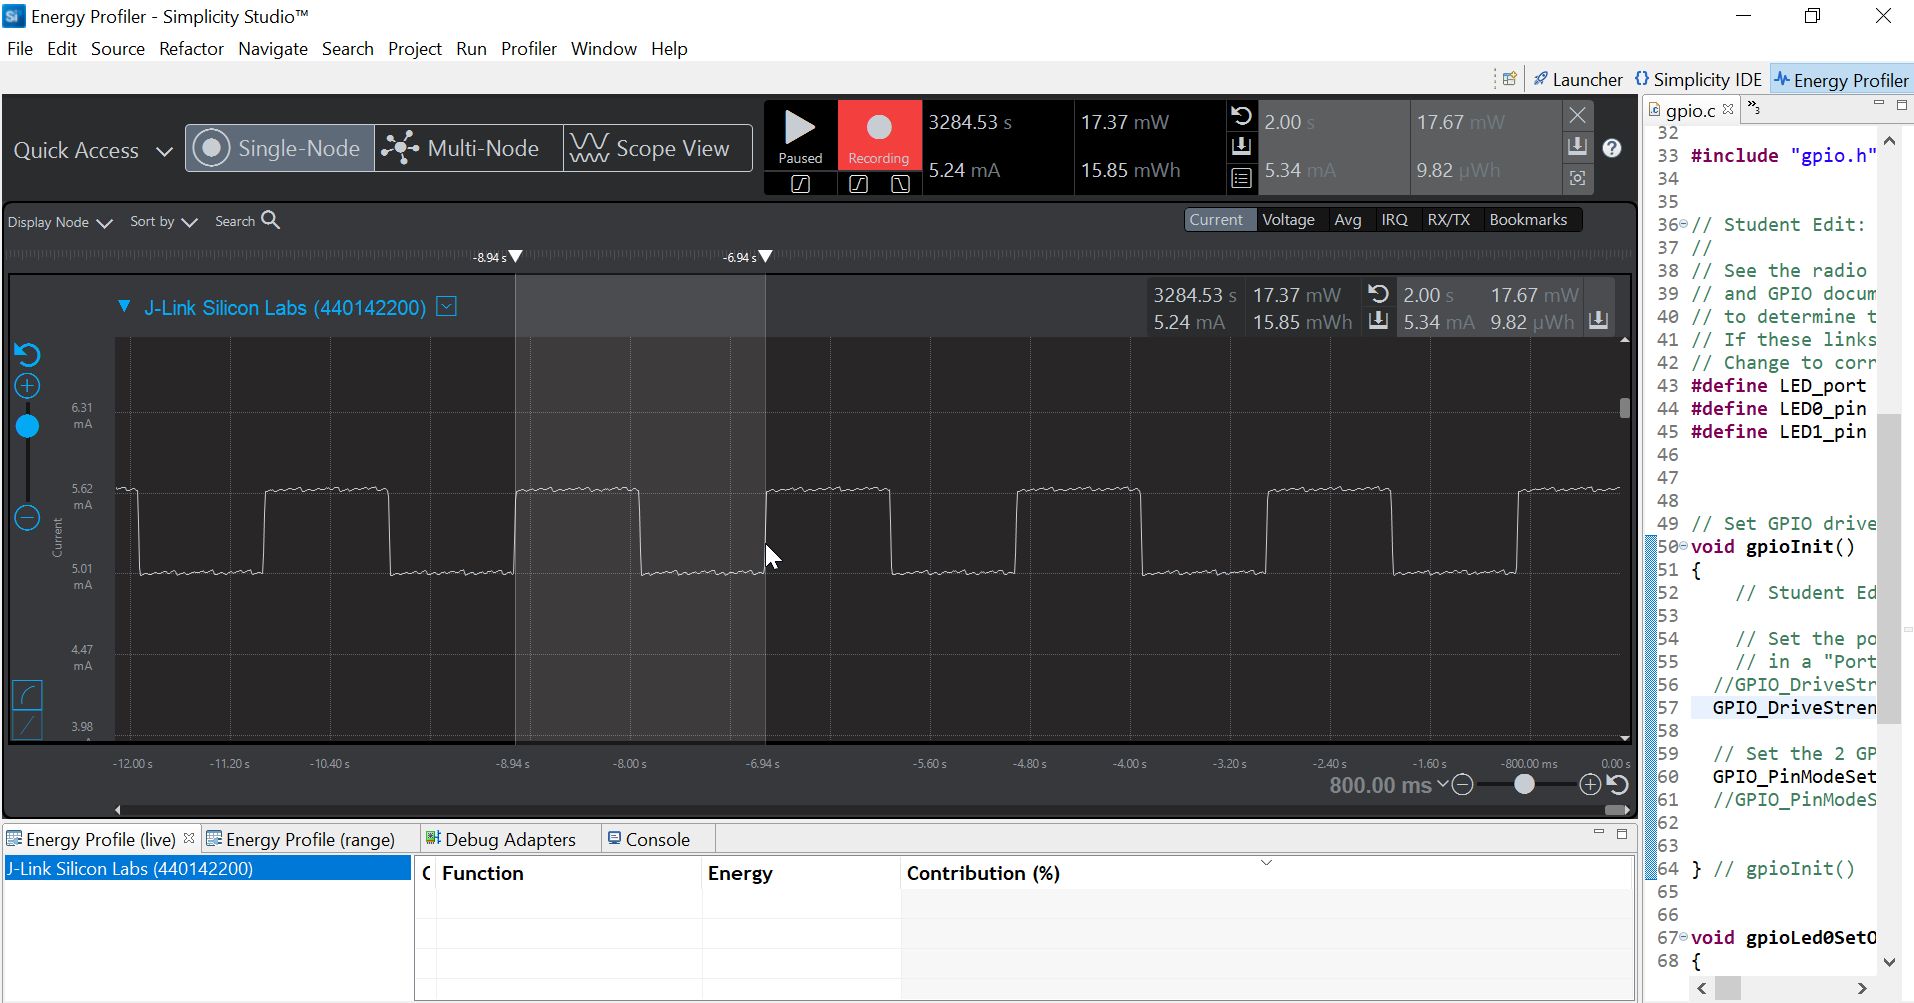 Energy Profiler - Simplicity Studio™
File Edit Source Refactor Navigate Search Project Run Profiler Window Help
Launcher Simplicity IDE Energy Profiler
Quick Access Single-Node Multi-Node Scope View
Paused Recording
3284.53 s 17.37 mW 2.00 s 17.67 mW
5.24 mA 15.85 mWh 5.34 mA 9.82 µWh
Display Node Sort by Search
Current Voltage Avg IRQ RX/TX Bookmarks
-8.94 s -6.94 s
J-Link Silicon Labs (440142200)
3284.53 s 17.37 mW 2.00 s 17.67 mW
5.24 mA 15.85 mWh 5.34 mA 9.82 µWh
Current
6.31
mA
5.62
mA
5.01
mA
4.47
mA
3.98
-12.00 s -11.20 s -10.40 s -8.94 s -8.00 s -6.94 s -5.60 s -4.80 s -4.00 s -3.20 s -2.40 s -1.60 s -800.00 ms 0.00 s
800.00 ms
Energy Profile (live) Energy Profile (range) Debug Adapters Console
J-Link Silicon Labs (440142200)
C Function Energy Contribution (%)
gpio.c »3
32
33 #include "gpio.h"
34
35
36 // Student Edit:
37 //
38 // See the radio
39 // and GPIO docum
40 // to determine t
41 // If these links
42 // Change to corr
43 #define LED_port
44 #define LED0_pin
45 #define LED1_pin
46
47
48
49 // Set GPIO drive
50 void gpioInit()
51 {
52 // Student Ed
53
54 // Set the po
55 // in a "Port
56 //GPIO_DriveStr
57 GPIO_DriveStren
58
59 // Set the 2 GP
60 GPIO_PinModeSet
61 //GPIO_PinModeS
62
63
64 } // gpioInit()
65
66
67 void gpioLed0SetO
68 {